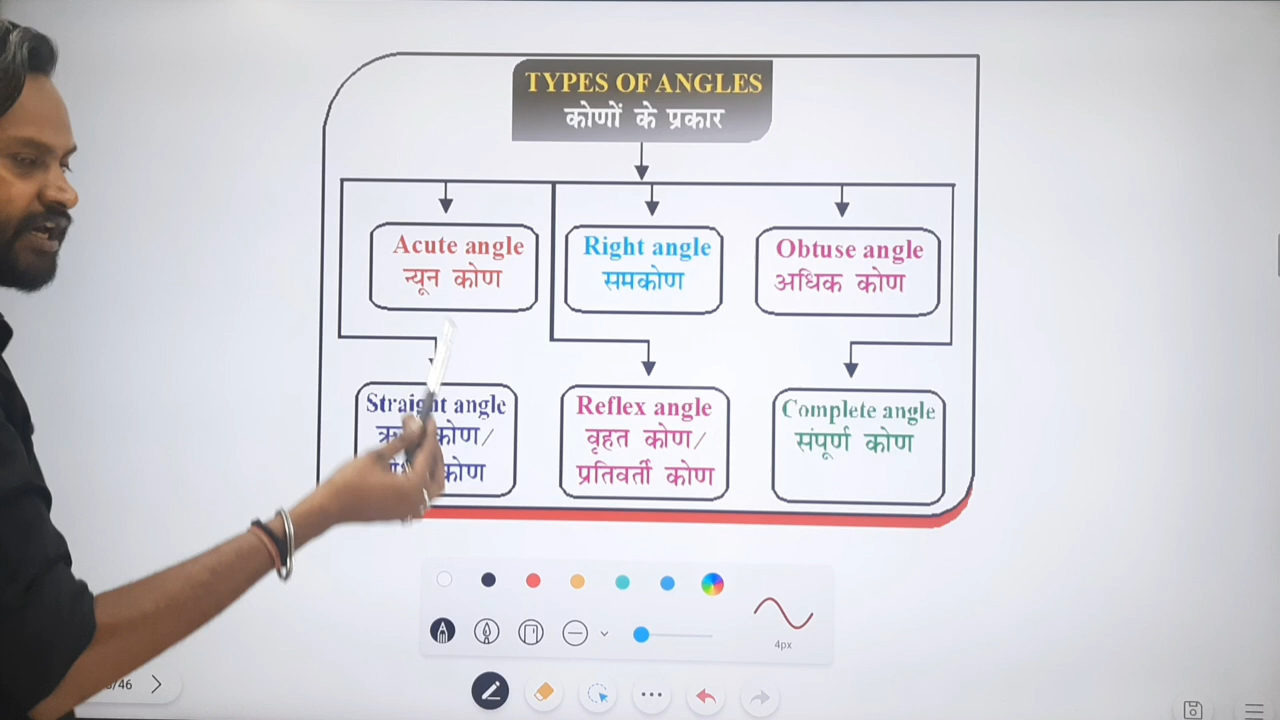 TYPES OF ANGLES
कोणों के प्रकार
Acute angle
न्यून कोण
Right angle
समकोण
Obtuse angle
अधिक कोण
Straight angle
कोण/
कोण
Reflex angle
वृहत कोण/
प्रतिवर्ती कोण
Complete angle
संपूर्ण कोण
4px
/46